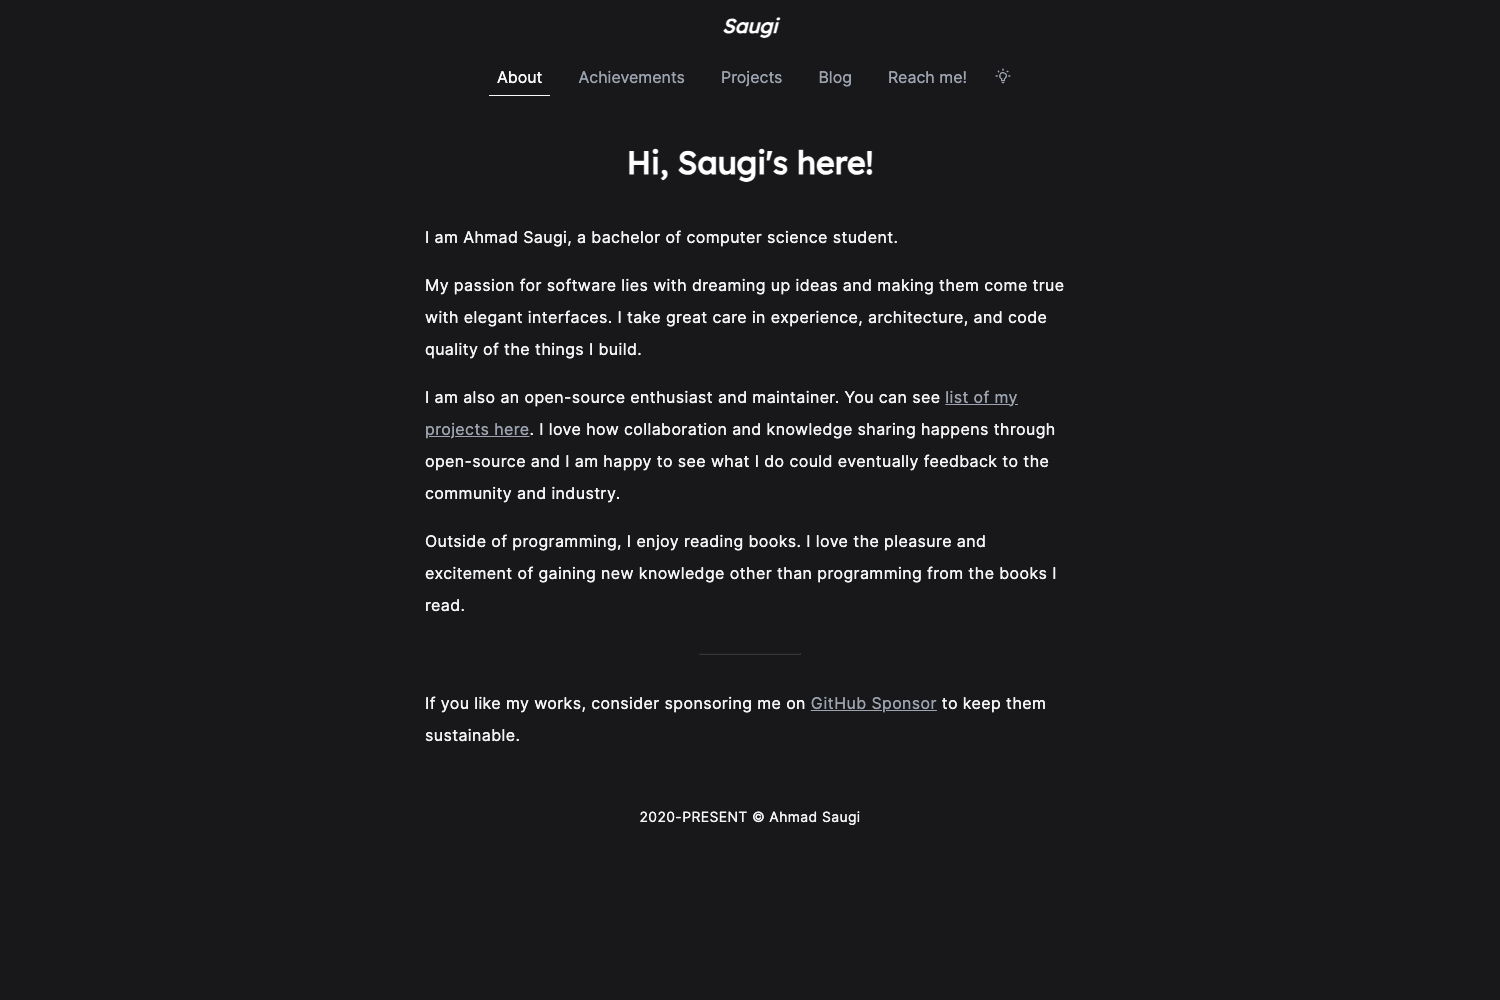 Saugi
About Achievements Projects Blog Reach me!
Hi, Saugi's here!
I am Ahmad Saugi, a bachelor of computer science student.
My passion for software lies with dreaming up ideas and making them come true
with elegant interfaces. I take great care in experience, architecture, and code
quality of the things I build.
I am also an open-source enthusiast and maintainer. You can see list of my
projects here. I love how collaboration and knowledge sharing happens through
open-source and I am happy to see what I do could eventually feedback to the
community and industry.
Outside of programming, I enjoy reading books. I love the pleasure and
excitement of gaining new knowledge other than programming from the books I
read.
If you like my works, consider sponsoring me on GitHub Sponsor to keep them
sustainable.
2020-PRESENT © Ahmad Saugi